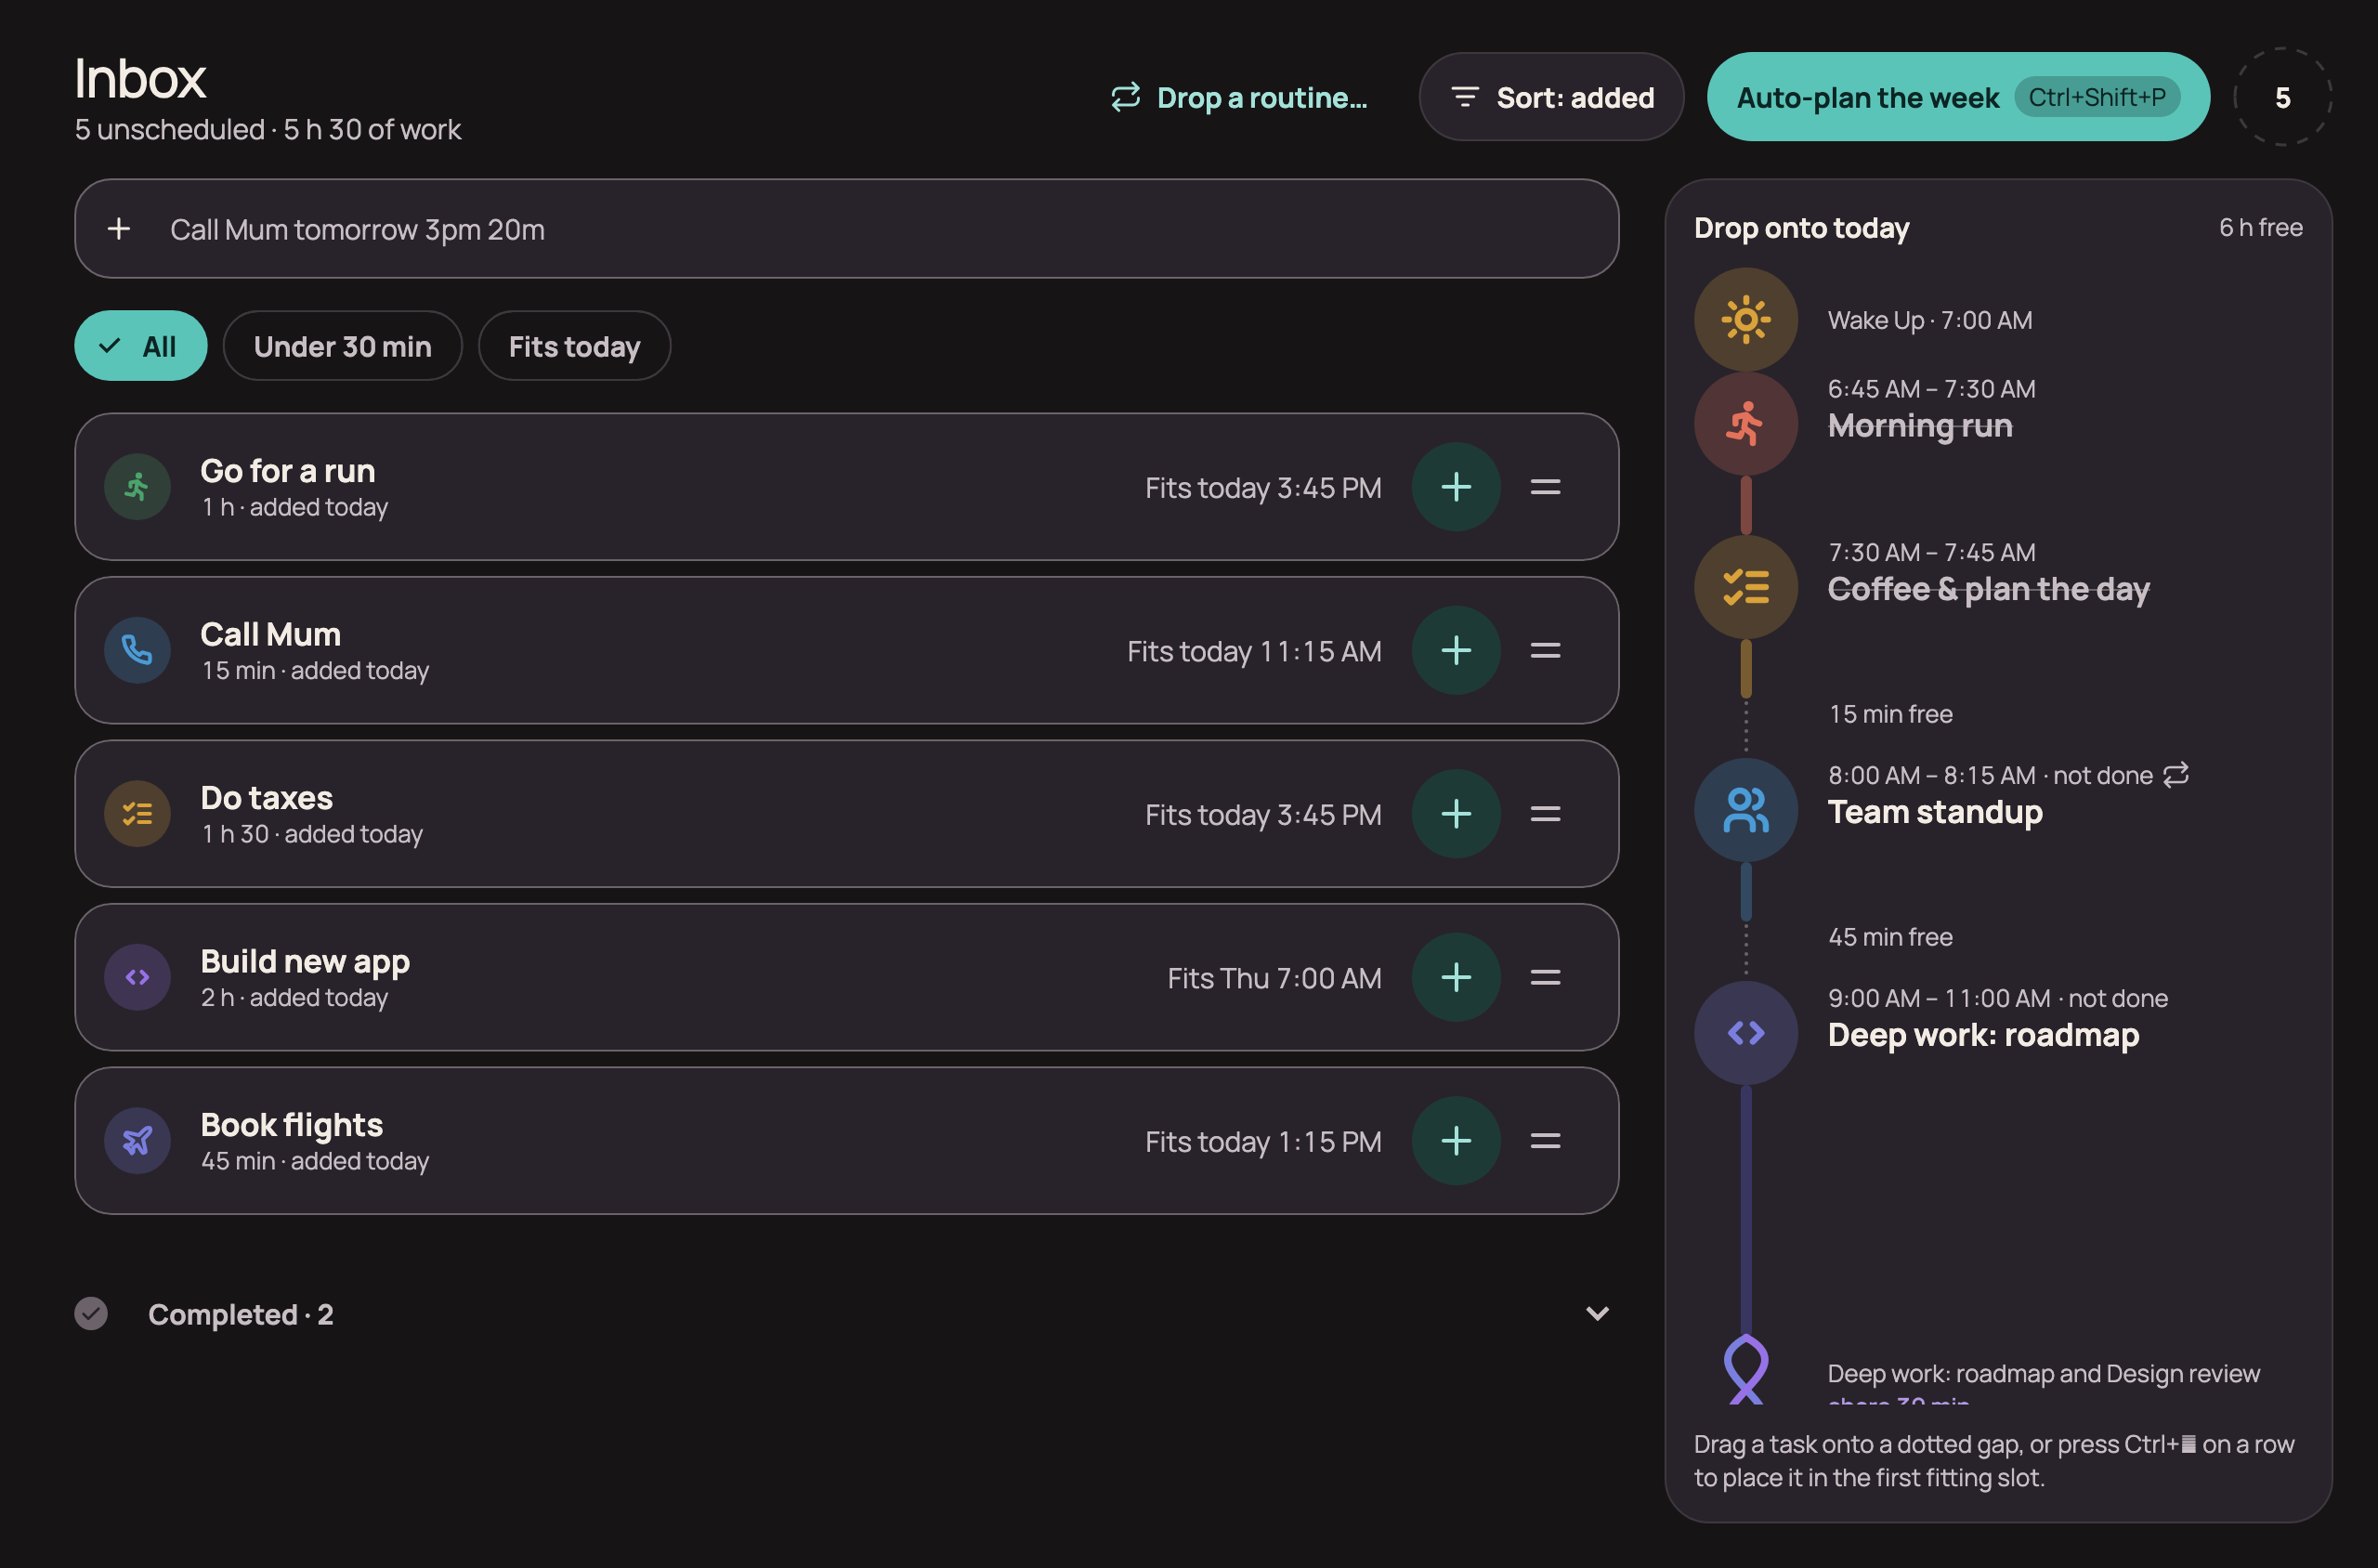 Inbox
5 unscheduled · 5 h 30 of work
Drop a routine...
Sort: added
Auto-plan the week Ctrl+Shift+P
5
Call Mum tomorrow 3pm 20m
All
Under 30 min
Fits today
Go for a run
1 h · added today
Fits today 3:45 PM
Call Mum
15 min · added today
Fits today 11:15 AM
Do taxes
1 h 30 · added today
Fits today 3:45 PM
Build new app
2 h · added today
Fits Thu 7:00 AM
Book flights
45 min · added today
Fits today 1:15 PM
Completed · 2
Drop onto today
6 h free
Wake Up · 7:00 AM
6:45 AM – 7:30 AM
Morning run
7:30 AM – 7:45 AM
Coffee & plan the day
15 min free
8:00 AM – 8:15 AM · not done
Team standup
45 min free
9:00 AM – 11:00 AM · not done
Deep work: roadmap
Deep work: roadmap and Design review
share 30 min
Drag a task onto a dotted gap, or press Ctrl+ on a row
to place it in the first fitting slot.